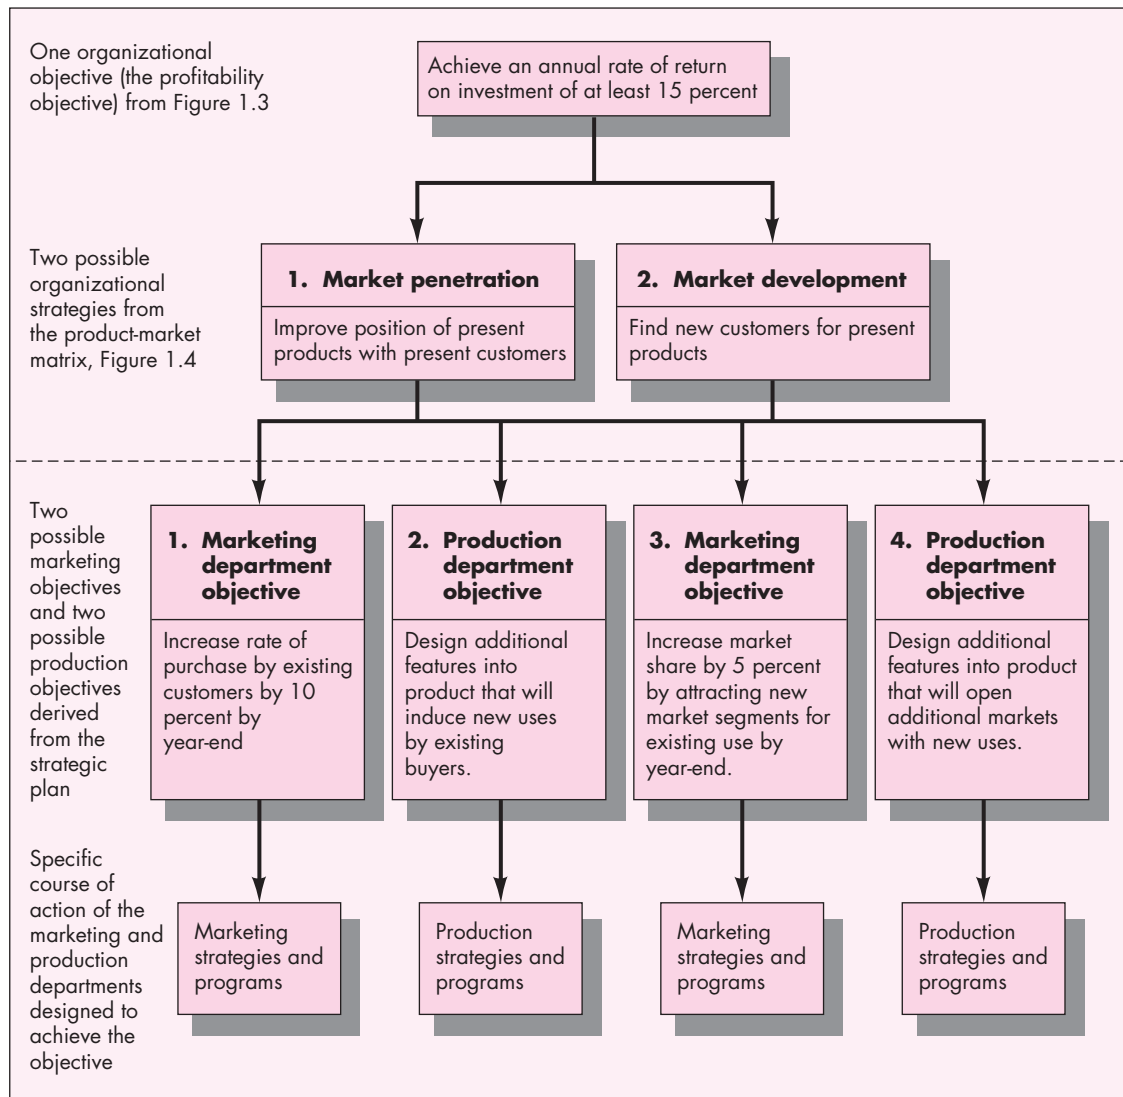 One organizational
objective (the profitability
objective) from Figure 1.3
Achieve an annual rate of return
on investment of at least 15 percent
Two possible
organizational
strategies from
the product-market
matrix, Figure 1.4
1. Market penetration
Improve position of present
products with present customers
2. Market development
Find new customers for present
products
Two
possible
marketing
objectives
and two
possible
production
objectives
derived
from the
strategic
plan
1. Marketing
department
objective
Increase rate of
purchase by existing
customers by 10
percent by
year-end
2. Production
department
objective
Design additional
features into
product that will
induce new uses
by existing
buyers.
3. Marketing
department
objective
Increase market
share by 5 percent
by attracting new
market segments for
existing use by
year-end.
4. Production
department
objective
Design additional
features into product
that will open
additional markets
with new uses.
Specific
course of
action of the
marketing and
production
departments
designed to
achieve the
objective
Marketing
strategies and
programs
Production
strategies and
programs
Marketing
strategies and
programs
Production
strategies and
programs